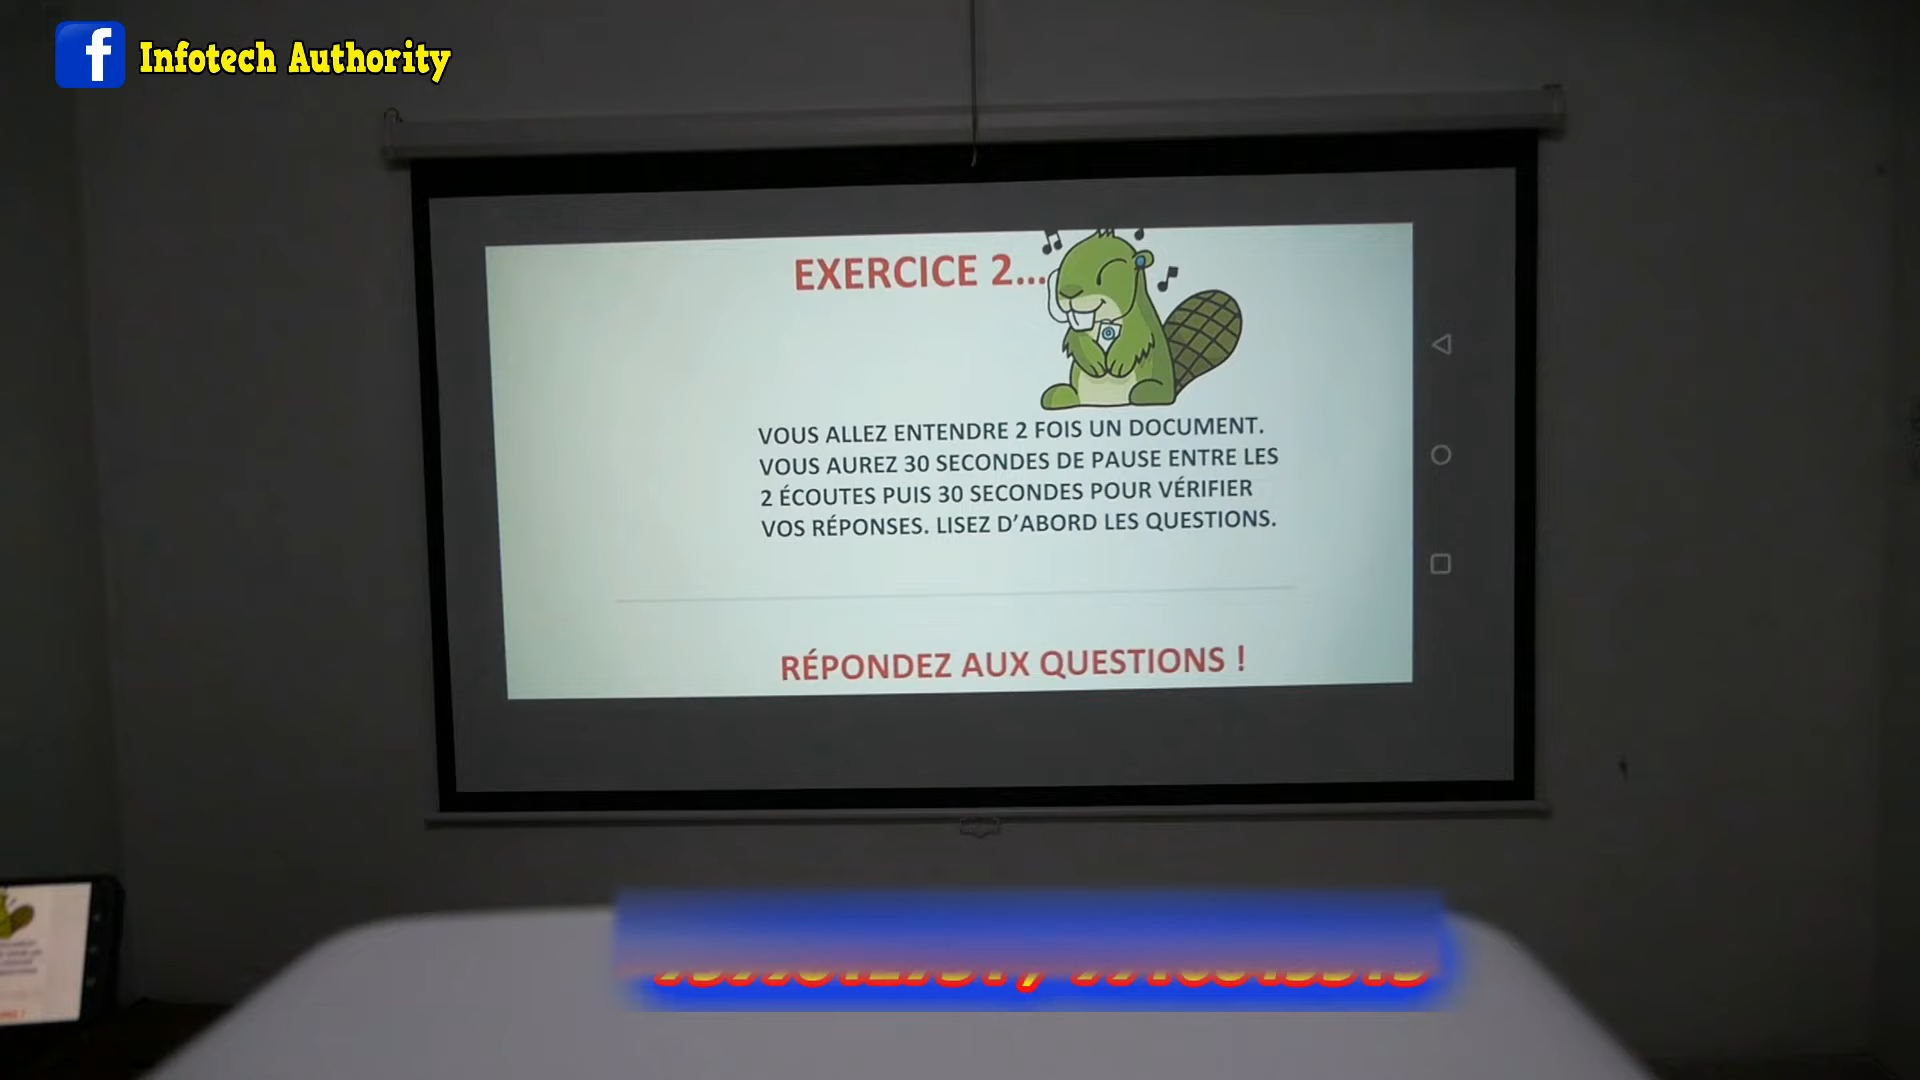 Infotech Authority
EXERCICE 2...
VOUS ALLEZ ENTENDRE 2 FOIS UN DOCUMENT.
VOUS AUREZ 30 SECONDES DE PAUSE ENTRE LES
2 ÉCOUTES PUIS 30 SECONDES POUR VÉRIFIER
VOS RÉPONSES. LISEZ D'ABORD LES QUESTIONS.
RÉPONDEZ AUX QUESTIONS !